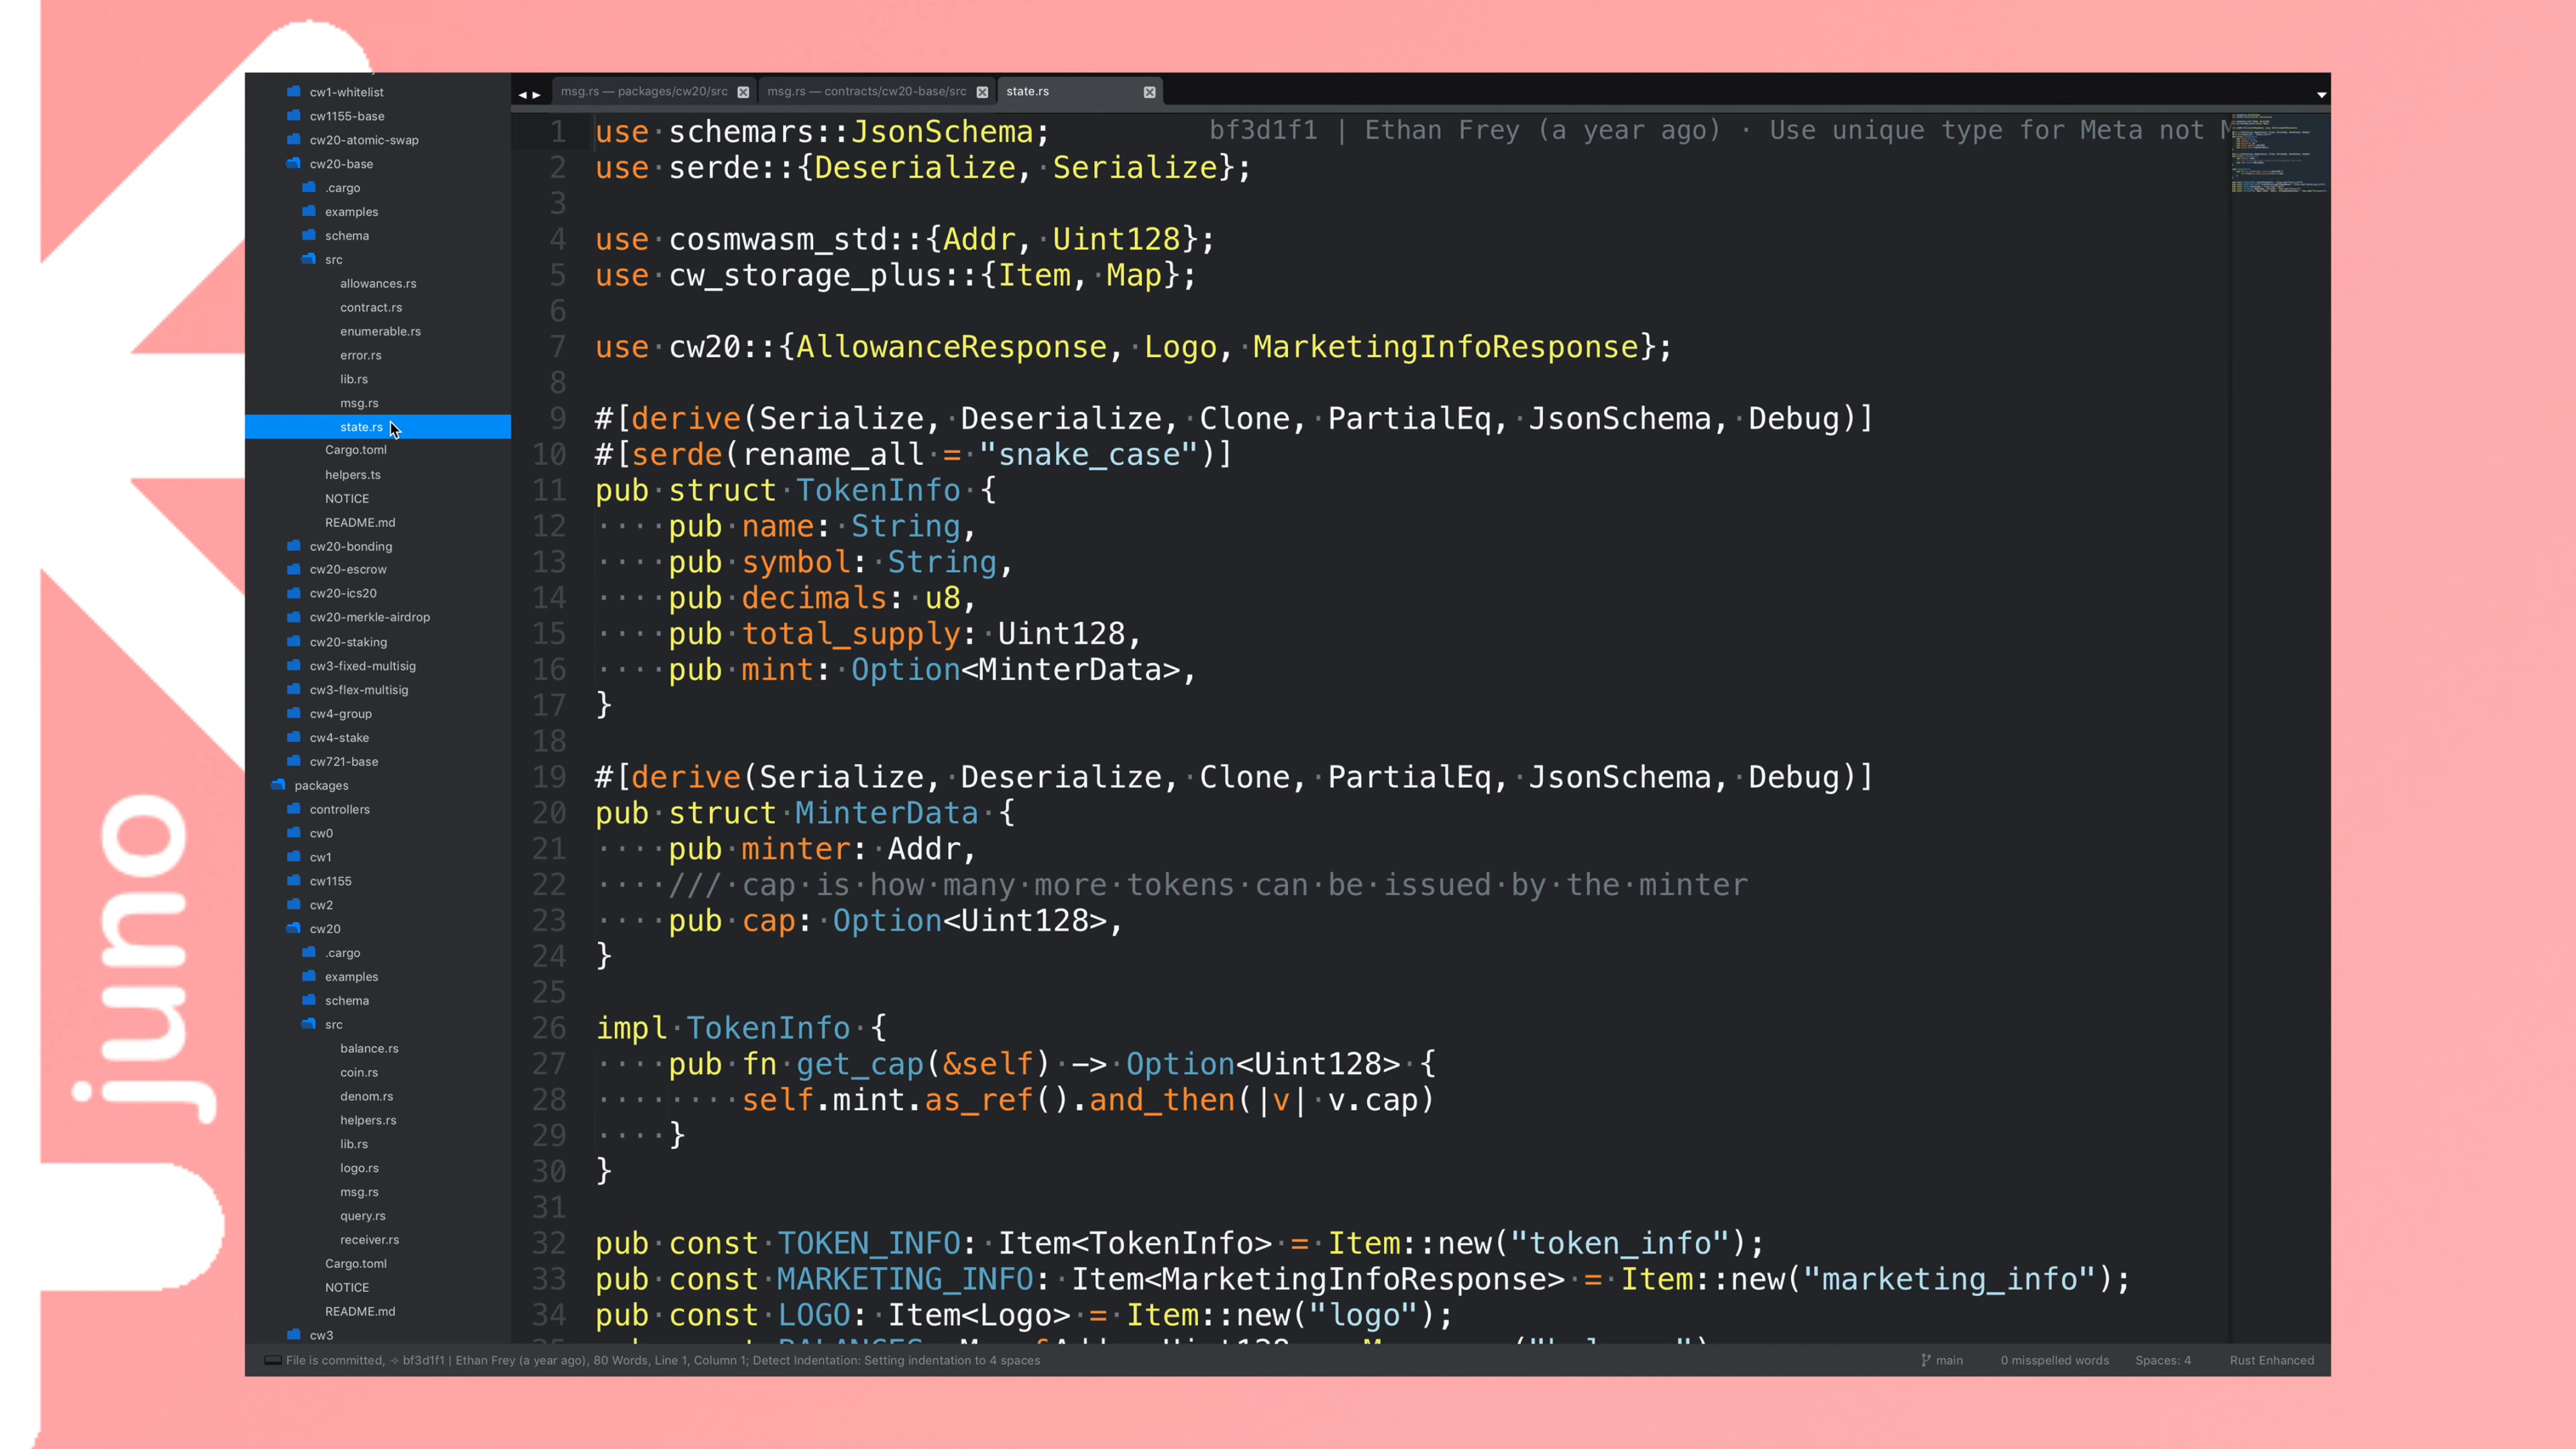 juno
cw1-whitelist
cw1155-base
cw20-atomic-swap
cw20-base
.cargo
examples
schema
src
allowances.rs
contract.rs
enumerable.rs
error.rs
lib.rs
msg.rs
state.rs
Cargo.toml
helpers.ts
NOTICE
README.md
cw20-bonding
cw20-escrow
cw20-ics20
cw20-merkle-airdrop
cw20-staking
cw3-fixed-multisig
cw3-flex-multisig
cw4-group
cw4-stake
cw721-base
packages
controllers
cw0
cw1
cw1155
cw2
cw20
.cargo
examples
schema
src
balance.rs
coin.rs
denom.rs
helpers.rs
lib.rs
logo.rs
msg.rs
query.rs
receiver.rs
Cargo.toml
NOTICE
README.md
cw3
msg.rs — packages/cw20/src msg.rs — contracts/cw20-base/src state.rs
1 use schemars::JsonSchema; bf3d1f1 | Ethan Frey (a year ago) · Use unique type for Meta not
2 use serde::{Deserialize, Serialize};
3
4 use cosmwasm_std::{Addr, Uint128};
5 use cw_storage_plus::{Item, Map};
6
7 use cw20::{AllowanceResponse, Logo, MarketingInfoResponse};
8
9 #[derive(Serialize, Deserialize, Clone, PartialEq, JsonSchema, Debug)]
10 #[serde(rename_all = "snake_case")]
11 pub struct TokenInfo {
12     pub name: String,
13     pub symbol: String,
14     pub decimals: u8,
15     pub total_supply: Uint128,
16     pub mint: Option<MinterData>,
17 }
18
19 #[derive(Serialize, Deserialize, Clone, PartialEq, JsonSchema, Debug)]
20 pub struct MinterData {
21     pub minter: Addr,
22     /// cap is how many more tokens can be issued by the minter
23     pub cap: Option<Uint128>,
24 }
25
26 impl TokenInfo {
27     pub fn get_cap(&self) -> Option<Uint128> {
28         self.mint.as_ref().and_then(|v| v.cap)
29     }
30 }
31
32 pub const TOKEN_INFO: Item<TokenInfo> = Item::new("token_info");
33 pub const MARKETING_INFO: Item<MarketingInfoResponse> = Item::new("marketing_info");
34 pub const LOGO: Item<Logo> = Item::new("logo");
File is committed, ✧ bf3d1f1 | Ethan Frey (a year ago), 80 Words, Line 1, Column 1; Detect Indentation: Setting indentation to 4 spaces main 0 misspelled words Spaces: 4 Rust Enhanced